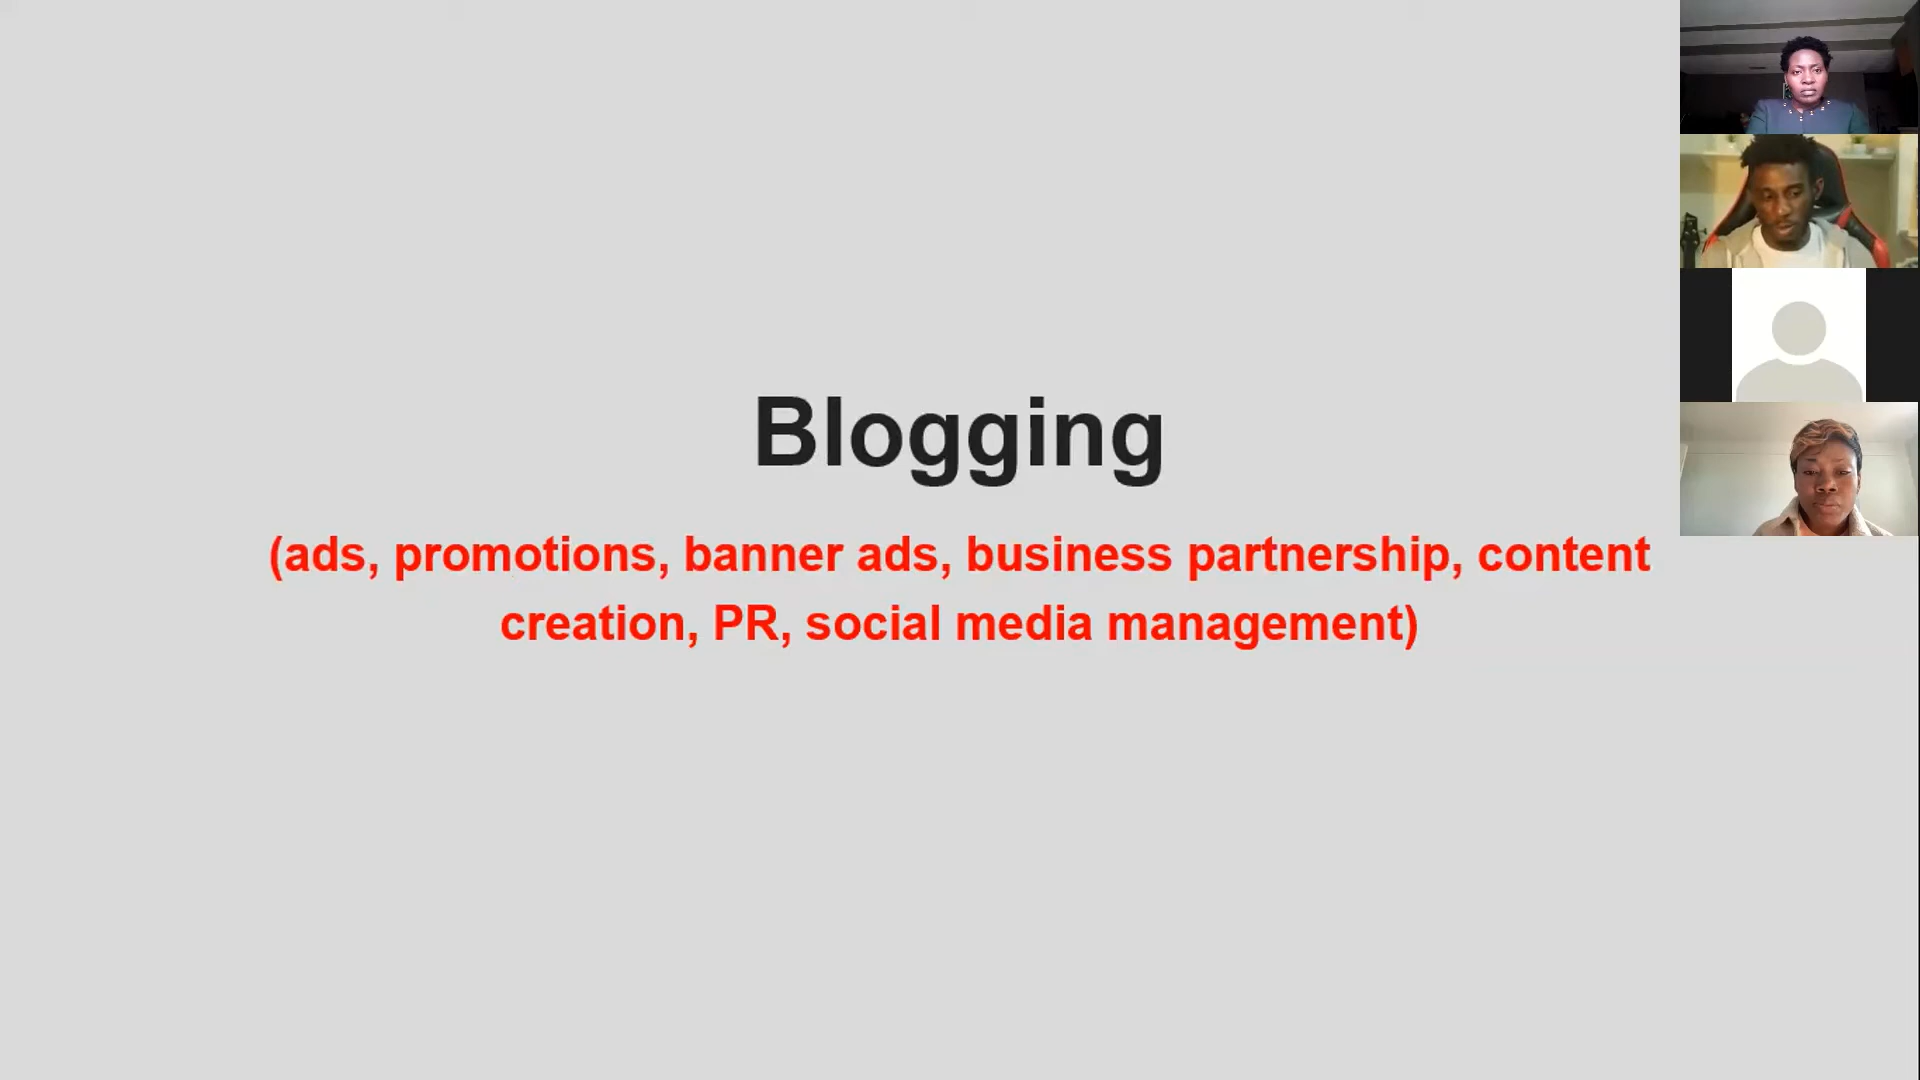 Blogging
(ads, promotions, banner ads, business partnership, content
creation, PR, social media management)